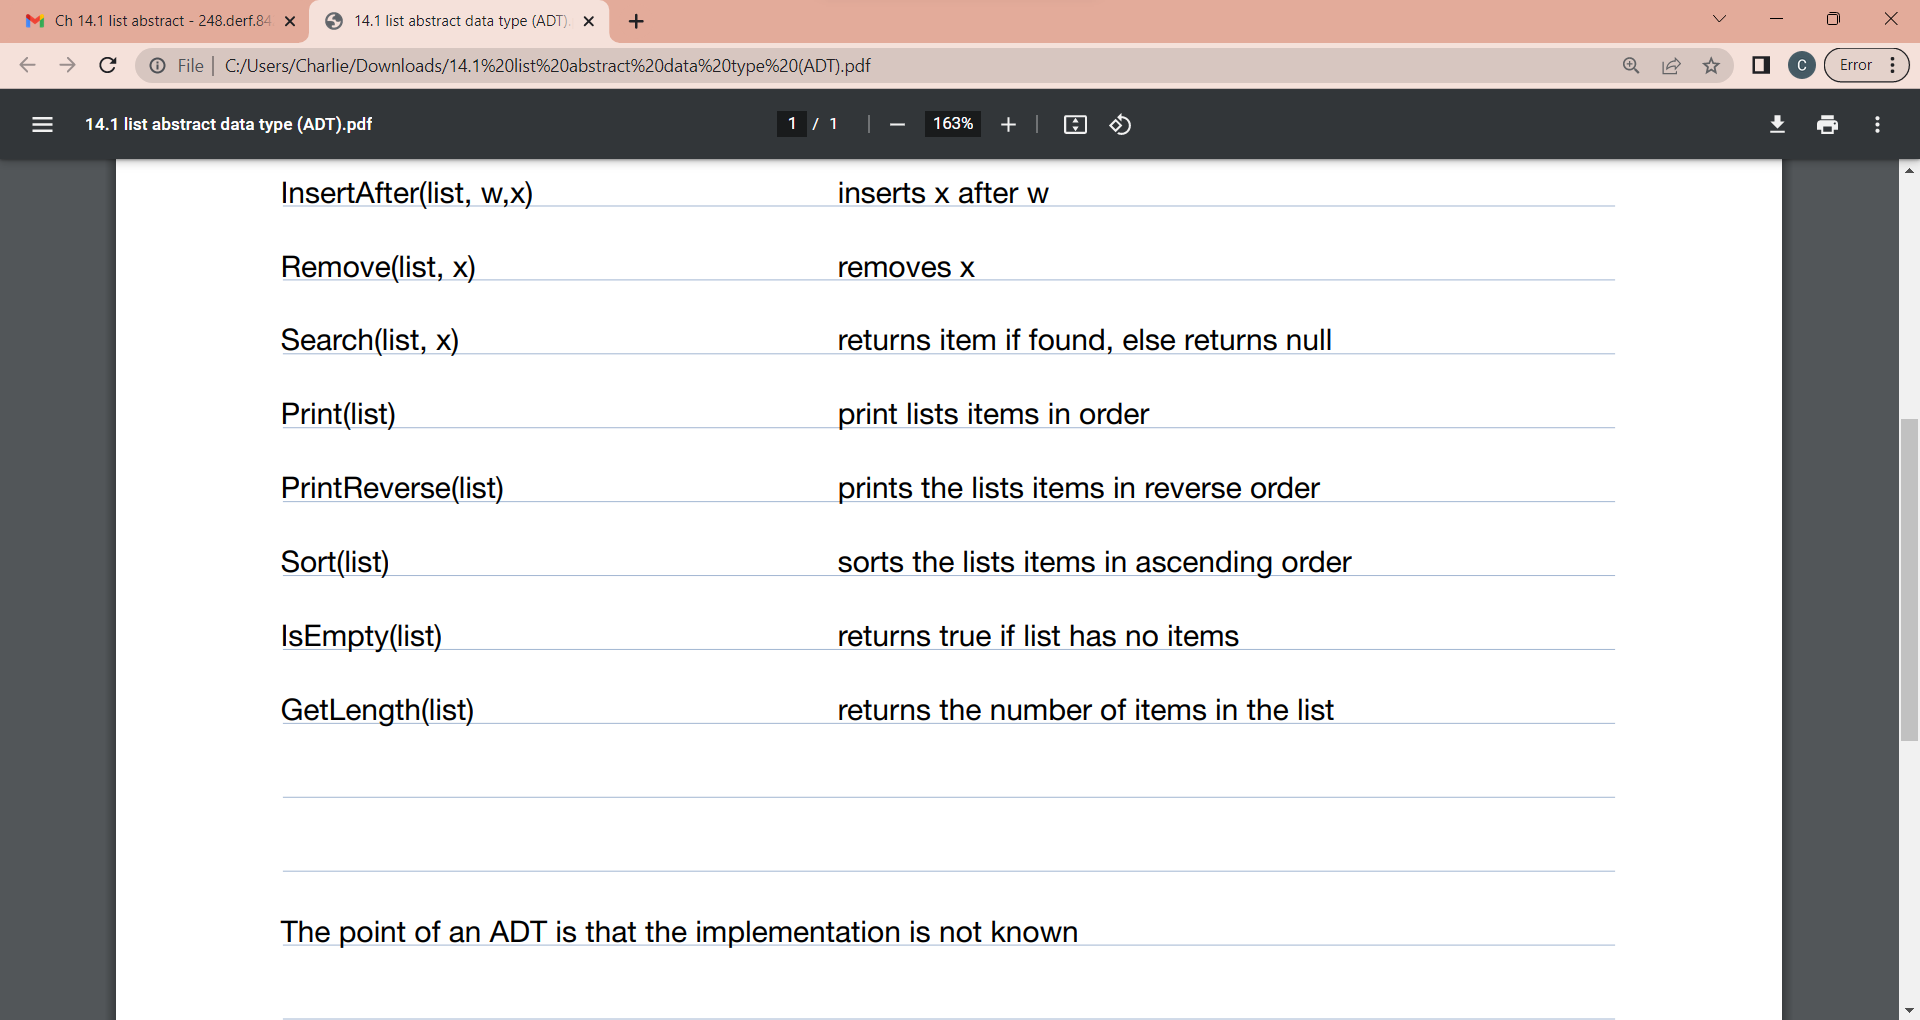 Ch 14.1 list abstract - 248.derf.84
14.1 list abstract data type (ADT).
File C:/Users/Charlie/Downloads/14.1%20list%20abstract%20data%20type%20(ADT).pdf C Error
14.1 list abstract data type (ADT).pdf 1 / 1 163%
InsertAfter(list, w,x) inserts x after w
Remove(list, x) removes x
Search(list, x) returns item if found, else returns null
Print(list) print lists items in order
PrintReverse(list) prints the lists items in reverse order
Sort(list) sorts the lists items in ascending order
IsEmpty(list) returns true if list has no items
GetLength(list) returns the number of items in the list
The point of an ADT is that the implementation is not known